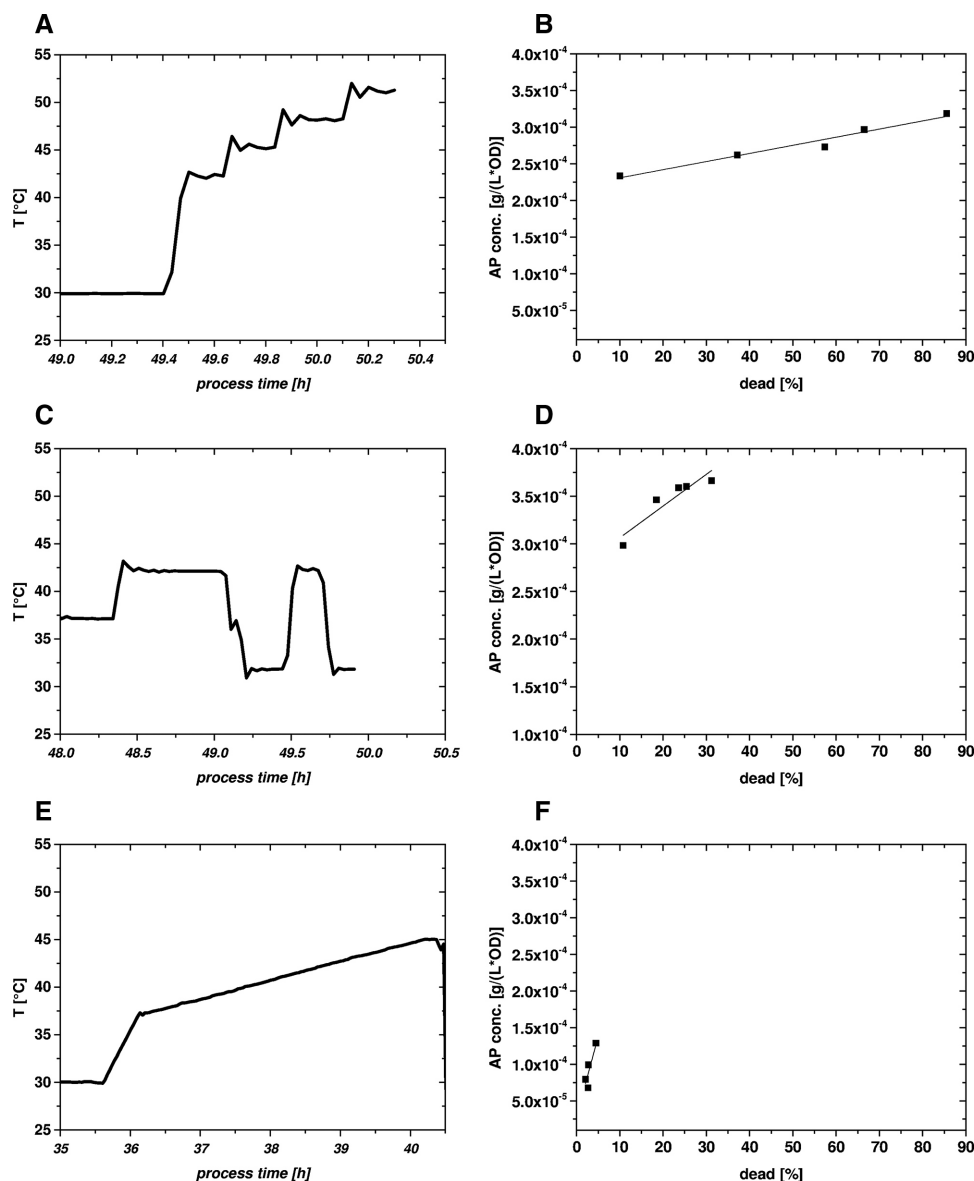 A
55
50
45
40
35
30
25
T [°C]
49.0 49.2 49.4 49.6 49.8 50.0 50.2 50.4
process time [h]
B
4.0x10⁻⁴
3.5x10⁻⁴
3.0x10⁻⁴
2.5x10⁻⁴
2.0x10⁻⁴
1.5x10⁻⁴
1.0x10⁻⁴
5.0x10⁻⁵
AP conc. [g/(L*OD)]
0 10 20 30 40 50 60 70 80 90
dead [%]
C
55
50
45
40
35
30
25
T [°C]
48.0 48.5 49.0 49.5 50.0 50.5
process time [h]
D
4.0x10⁻⁴
3.5x10⁻⁴
3.0x10⁻⁴
2.5x10⁻⁴
2.0x10⁻⁴
1.5x10⁻⁴
1.0x10⁻⁴
AP conc. [g/(L*OD)]
0 10 20 30 40 50 60 70 80 90
dead [%]
E
55
50
45
40
35
30
25
T [°C]
35 36 37 38 39 40
process time [h]
F
4.0x10⁻⁴
3.5x10⁻⁴
3.0x10⁻⁴
2.5x10⁻⁴
2.0x10⁻⁴
1.5x10⁻⁴
1.0x10⁻⁴
5.0x10⁻⁵
AP conc. [g/(L*OD)]
0 10 20 30 40 50 60 70 80 90
dead [%]